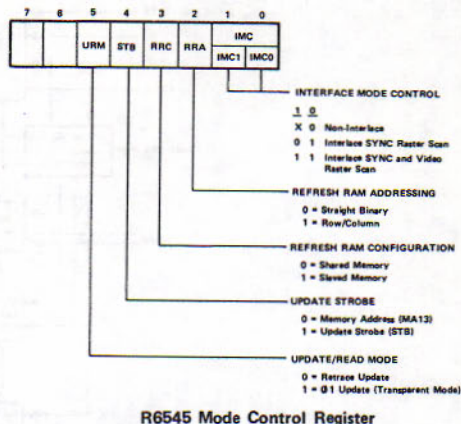 7 6 5 4 3 2 1 0
URM STB RRC RRA IMC
IMC1 IMC0
INTERFACE MODE CONTROL
1 0
X 0 Non-Interlace
0 1 Interlace SYNC Raster Scan
1 1 Interlace SYNC and Video
Raster Scan
REFRESH RAM ADDRESSING
0 = Straight Binary
1 = Row/Column
REFRESH RAM CONFIGURATION
0 = Shared Memory
1 = Slaved Memory
UPDATE STROBE
0 = Memory Address (MA13)
1 = Update Strobe (STB)
UPDATE/READ MODE
0 = Retrace Update
1 = Ø1 Update (Transparent Mode)
R6545 Mode Control Register